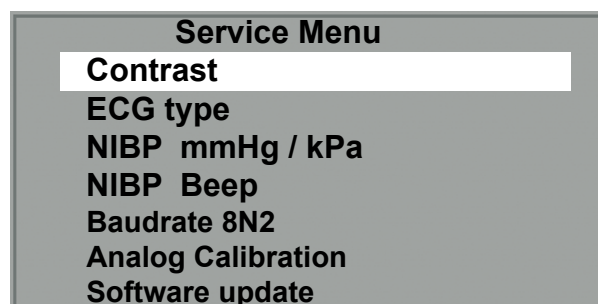 Service Menu
Contrast
ECG type
NIBP mmHg / kPa
NIBP Beep
Baudrate 8N2
Analog Calibration
Software update